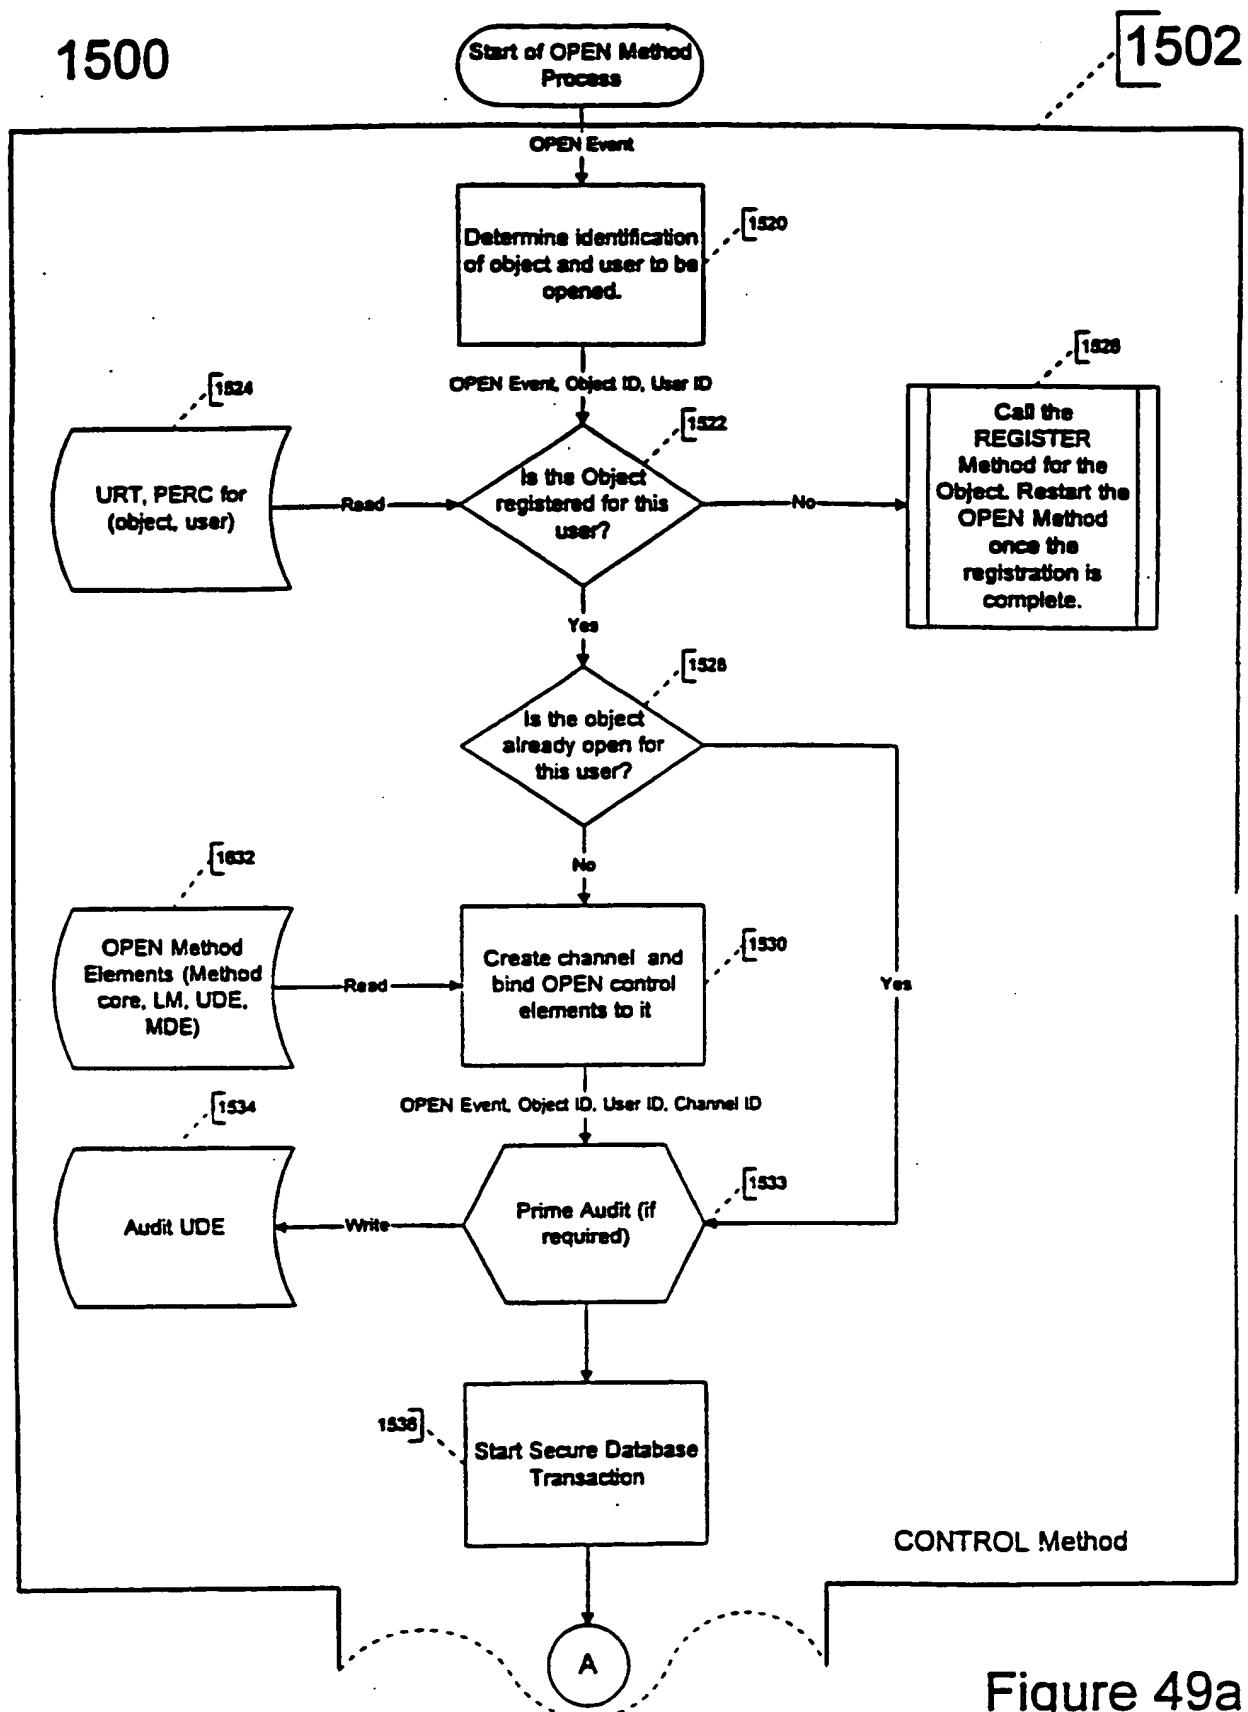 1500
Start of OPEN Method
Process
1502
OPEN Event
Determine identification
of object and user to be
opened.
1520
OPEN Event, Object ID, User ID
1524
1522
1528
URT, PERC for
(object, user)
Read
Is the Object
registered for this
user?
No
Call the
REGISTER
Method for the
Object. Restart the
OPEN Method
once the
registration is
complete.
Yes
1528
Is the object
already open for
this user?
1632
No
OPEN Method
Elements (Method
core, LM, UDE,
MDE)
Read
Create channel and
bind OPEN control
elements to it
1530
Yes
OPEN Event, Object ID, User ID, Channel ID
1534
1533
Audit UDE
Write
Prime Audit (if
required)
1536
Start Secure Database
Transaction
CONTROL Method
A
Figure 49a